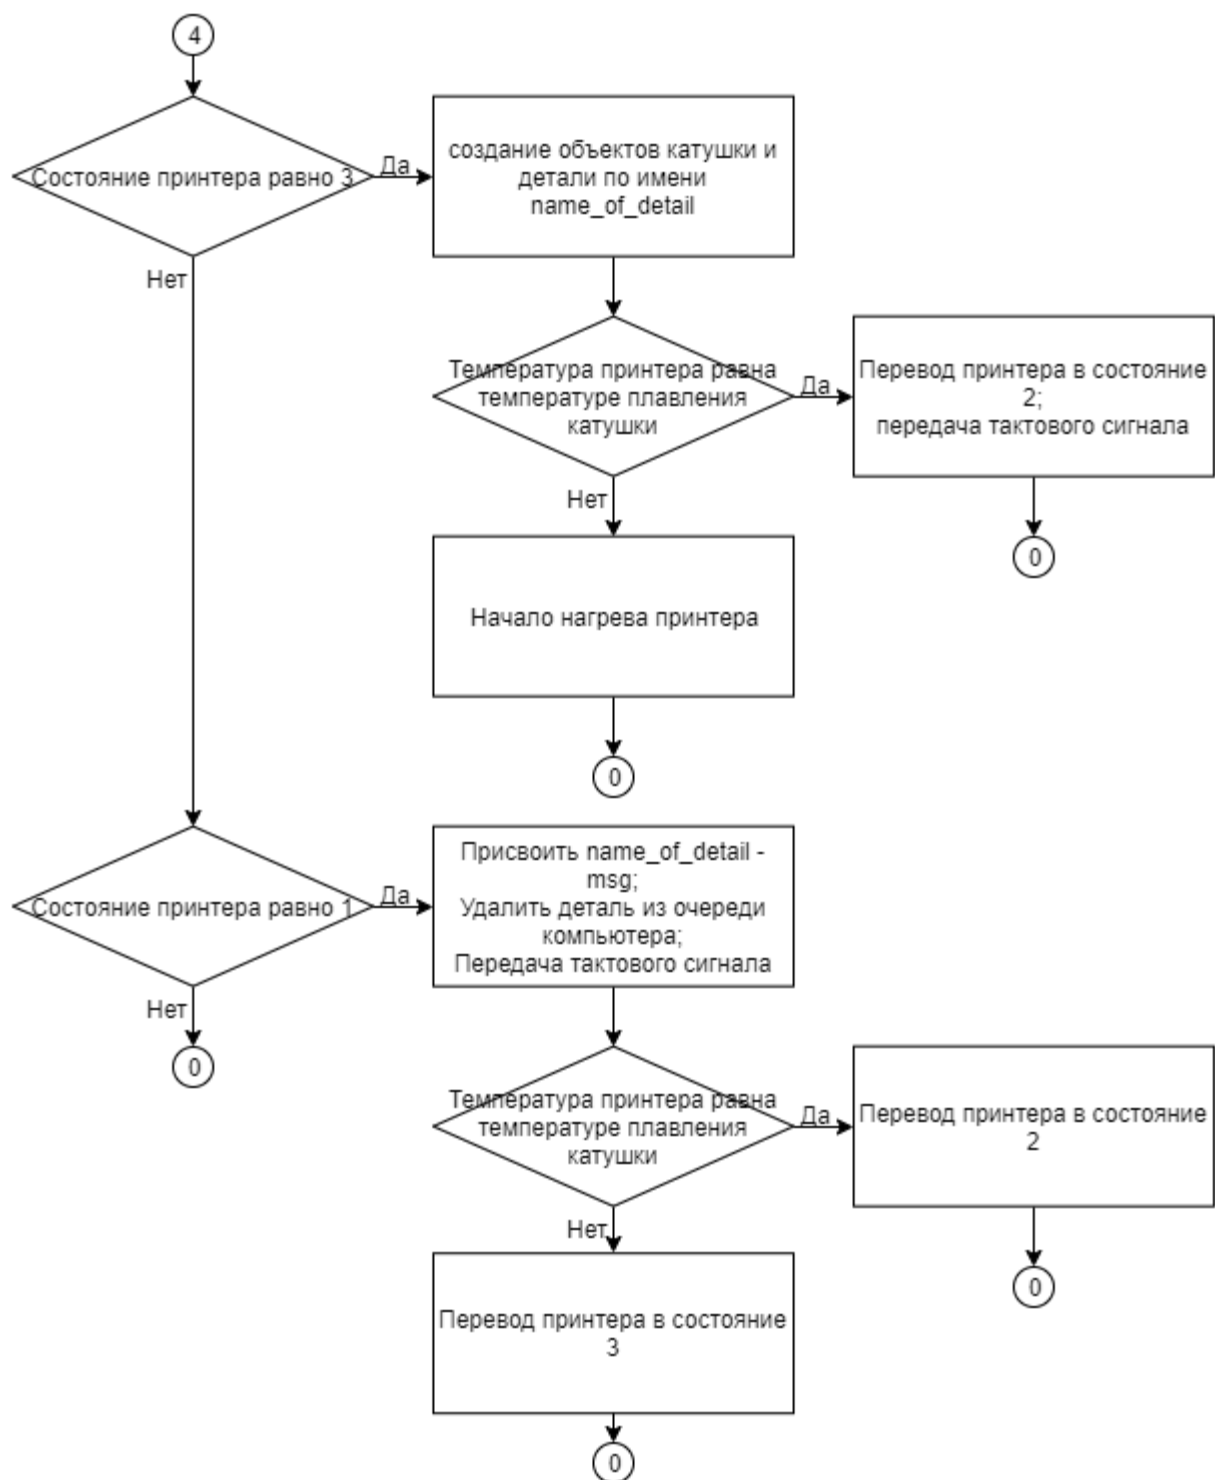 4
Состояние принтера равно 3
Да
создание объектов катушки и
детали по имени
name_of_detail
Нет
Температура принтера равна
температуре плавления
катушки
Да
Перевод принтера в состояние
2;
передача тактового сигнала
Нет
0
Начало нагрева принтера
0
Состояние принтера равно 1
Да
Присвоить name_of_detail -
msg;
Удалить деталь из очереди
компьютера;
Передача тактового сигнала
Нет
0
Температура принтера равна
температуре плавления
катушки
Да
Перевод принтера в состояние
2
Нет
0
Перевод принтера в состояние
3
0